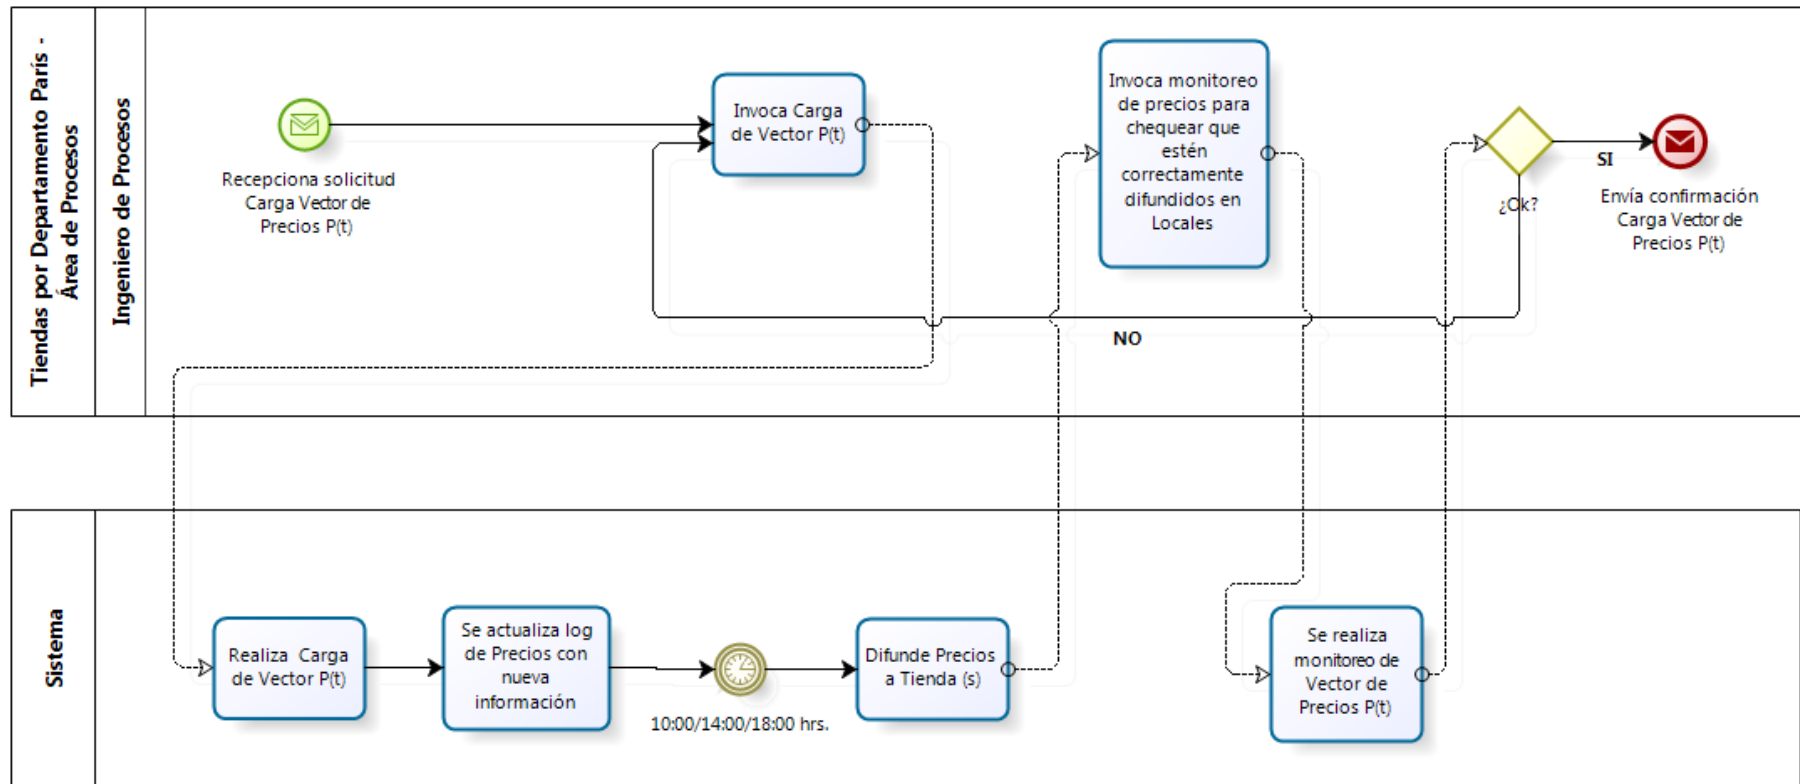 Tiendas por Departamento París -
Área de Procesos
Ingeniero de Procesos
Recepciona solicitud
Carga Vector de
Precios P(t)
Invoca Carga
de Vector P(t)
Invoca monitoreo
de precios para
chequear que
estén
correctamente
difundidos en
Locales
¿Ok?
SI
Envía confirmación
Carga Vector de
Precios P(t)
NO
Sistema
Realiza Carga
de Vector P(t)
Se actualiza log
de Precios con
nueva
información
10:00/14:00/18:00 hrs.
Difunde Precios
a Tienda (s)
Se realiza
monitoreo de
Vector de
Precios P(t)